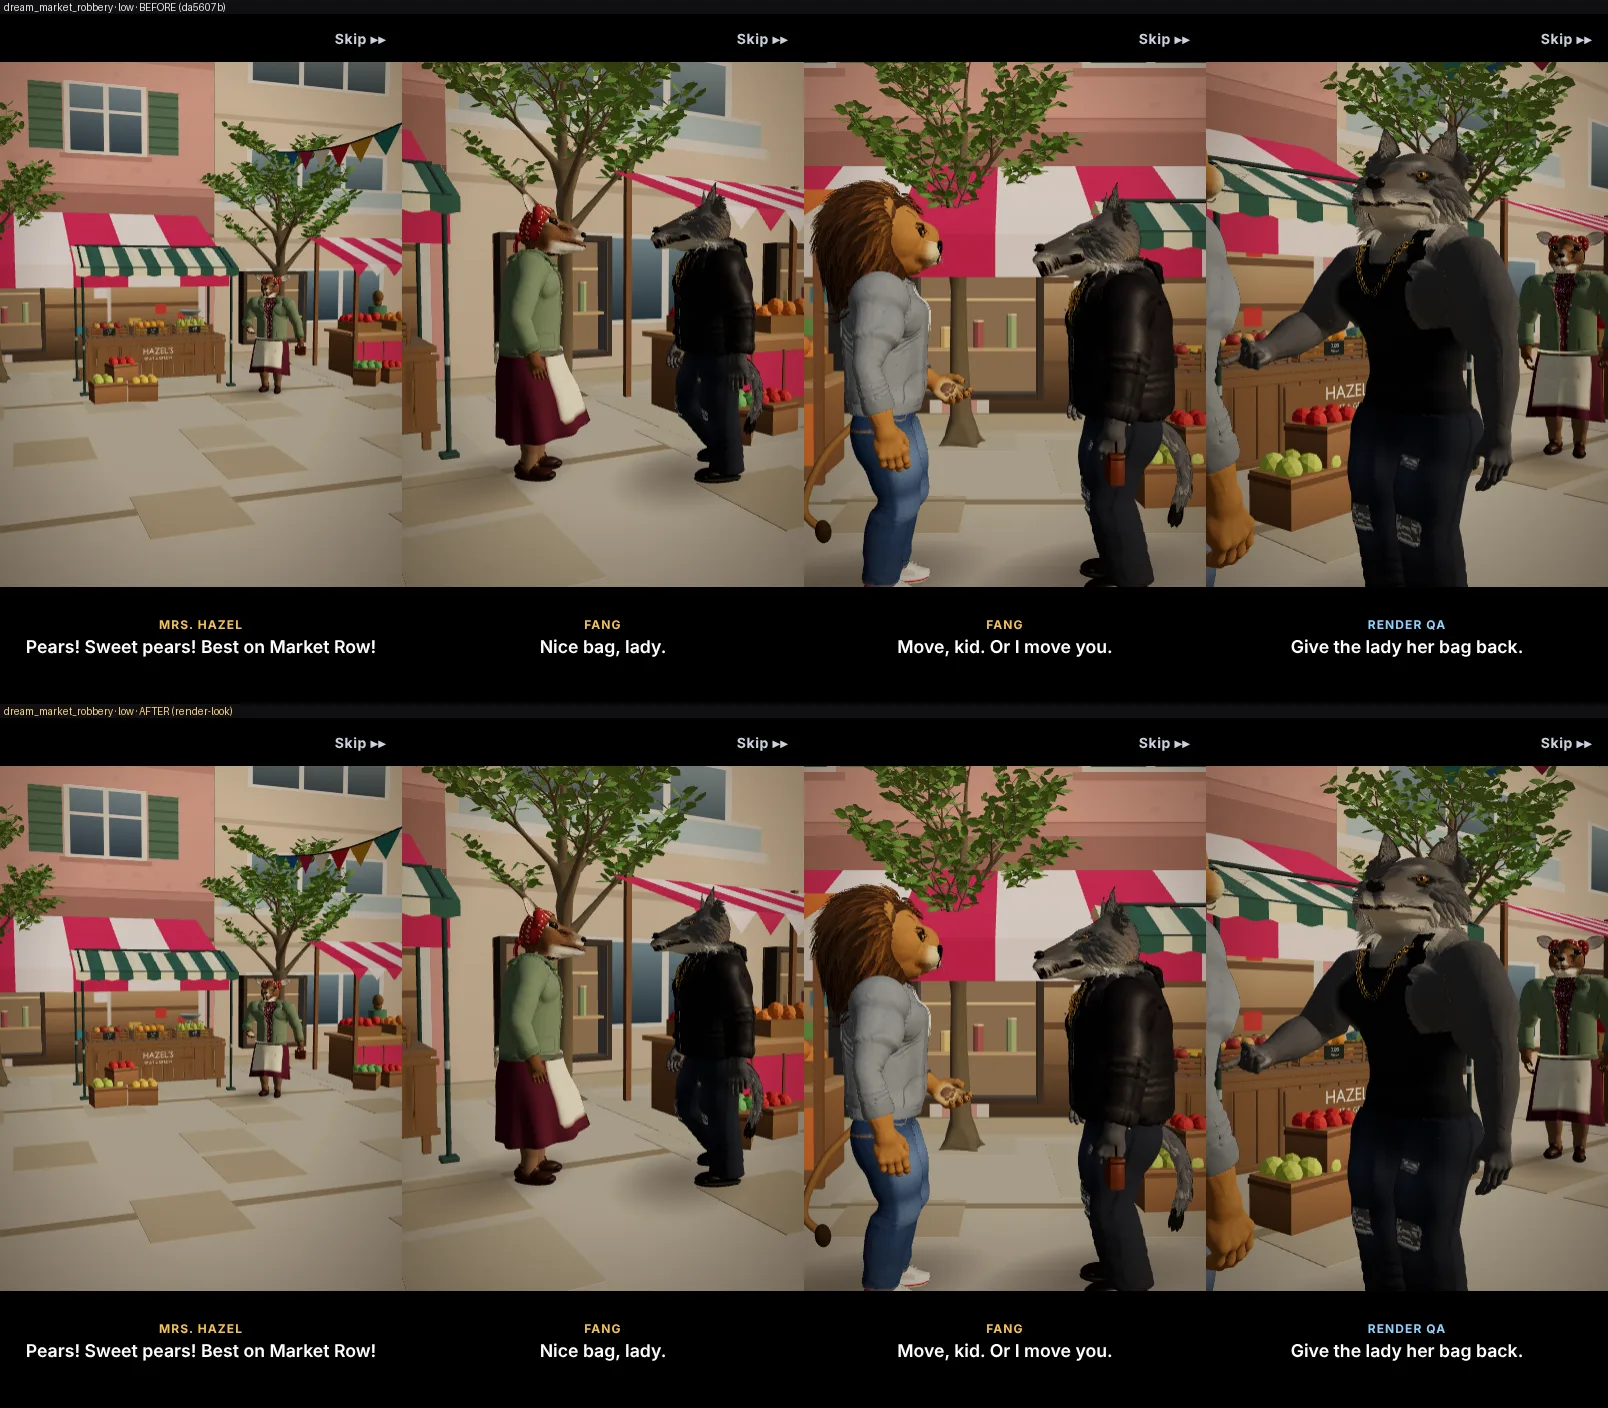 dream_market_robbery · low · BEFORE (da5607b)
Skip ▸▸
Skip ▸▸
Skip ▸▸
Skip ▸▸
HAZEL'S
HAZEL
MRS. HAZEL
Pears! Sweet pears! Best on Market Row!
FANG
Nice bag, lady.
FANG
Move, kid. Or I move you.
RENDER QA
Give the lady her bag back.
dream_market_robbery · low · AFTER (render-look)
Skip ▸▸
Skip ▸▸
Skip ▸▸
Skip ▸▸
HAZEL'S
HAZEL
MRS. HAZEL
Pears! Sweet pears! Best on Market Row!
FANG
Nice bag, lady.
FANG
Move, kid. Or I move you.
RENDER QA
Give the lady her bag back.